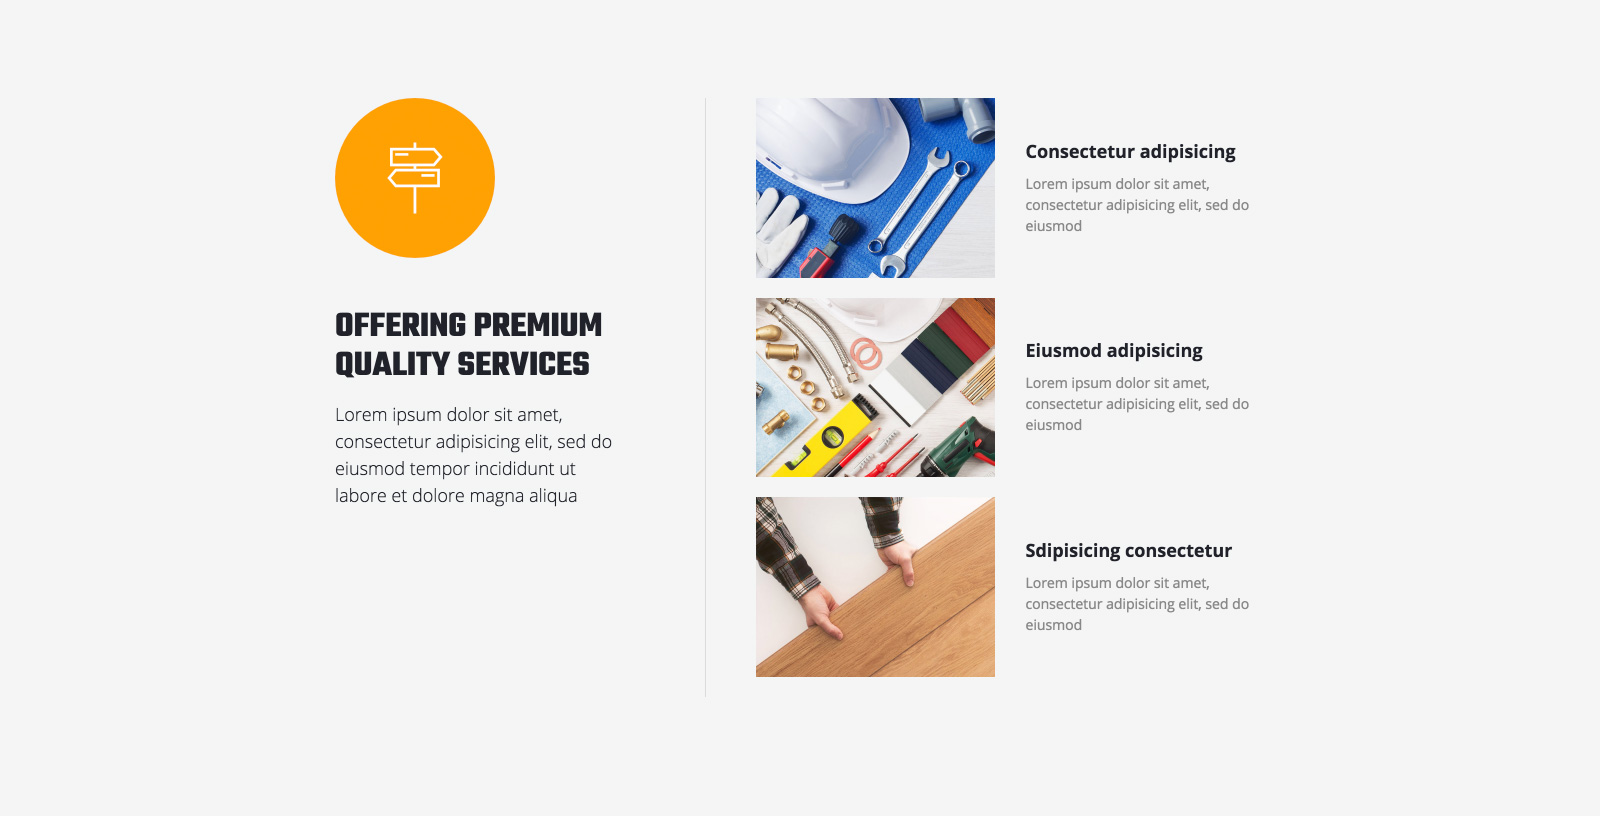 OFFERING PREMIUM
QUALITY SERVICES
Lorem ipsum dolor sit amet,
consectetur adipisicing elit, sed do
eiusmod tempor incididunt ut
labore et dolore magna aliqua
Consectetur adipisicing
Lorem ipsum dolor sit amet,
consectetur adipisicing elit, sed do
eiusmod
Eiusmod adipisicing
Lorem ipsum dolor sit amet,
consectetur adipisicing elit, sed do
eiusmod
Sdipisicing consectetur
Lorem ipsum dolor sit amet,
consectetur adipisicing elit, sed do
eiusmod